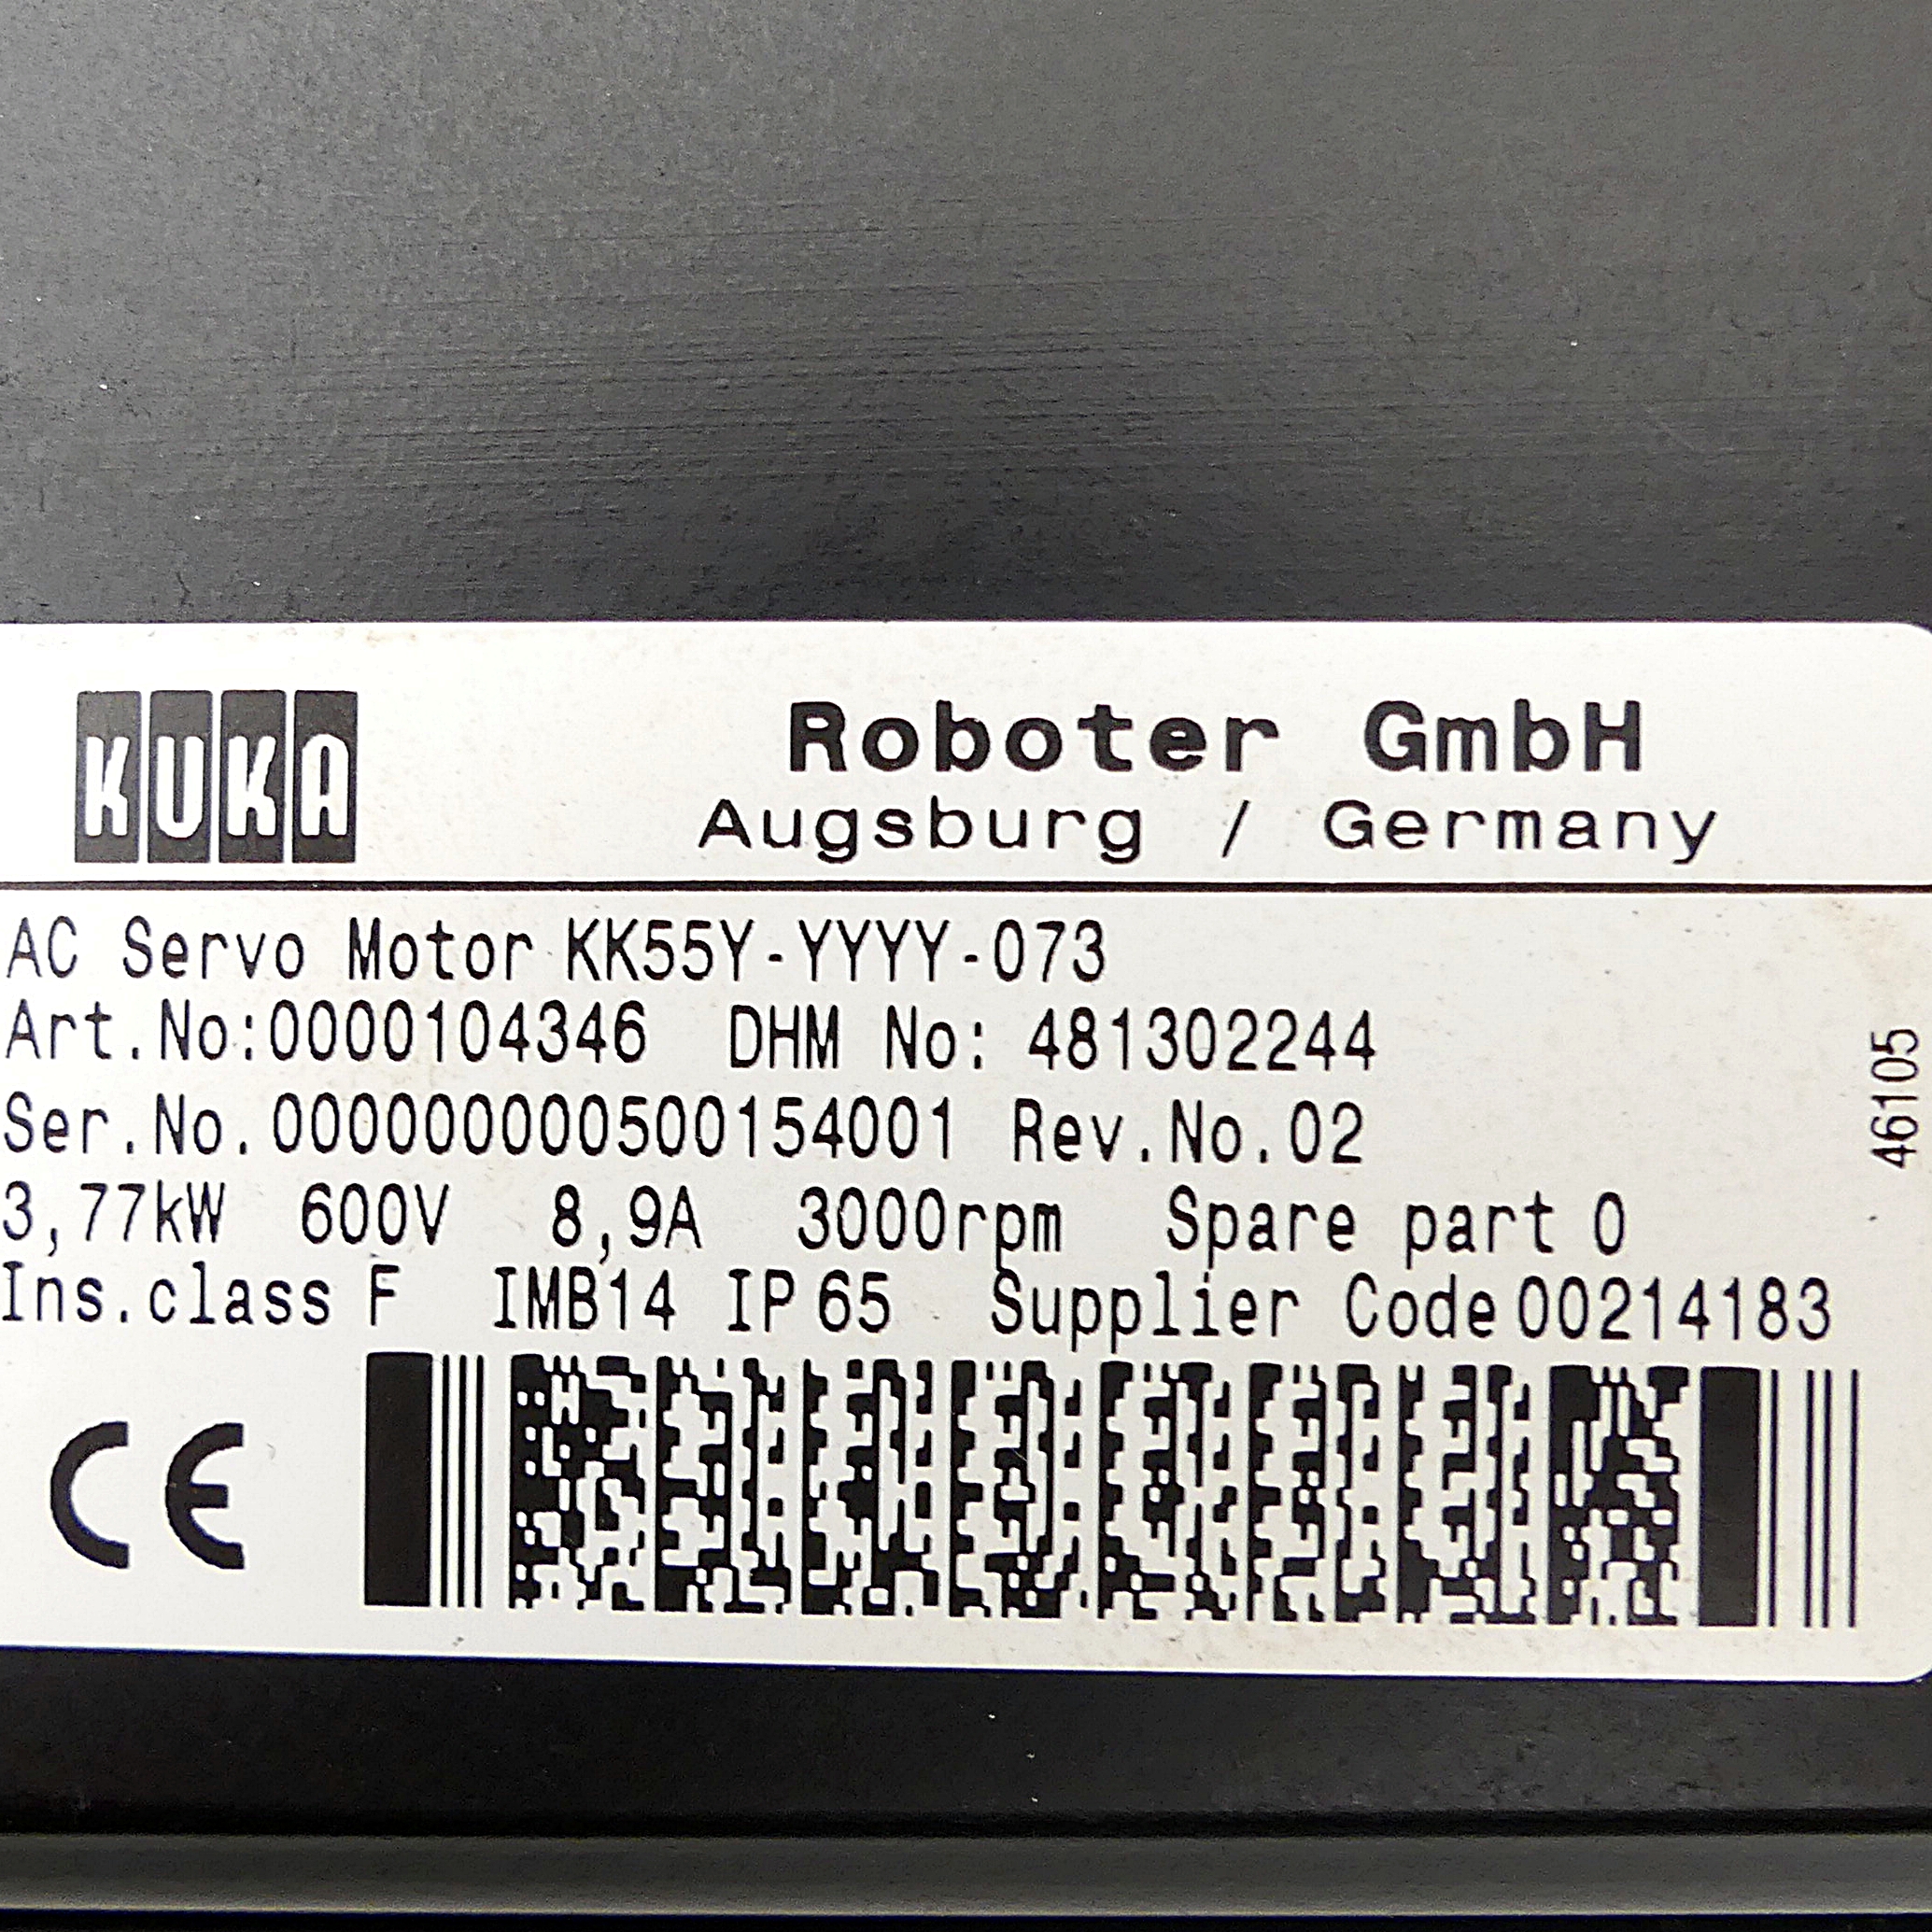 KUKA
Roboter GmbH
Augsburg / Germany
AC Servo Motor KK55Y-YYYY-073
Art.No:0000104346 DHM No: 481302244
Ser.No.000000000500154001 Rev.No.02
3,77kW 600V 8,9A 3000rpm Spare part 0
Ins.class F IMB14 IP 65 Supplier Code 00214183
CE
46105